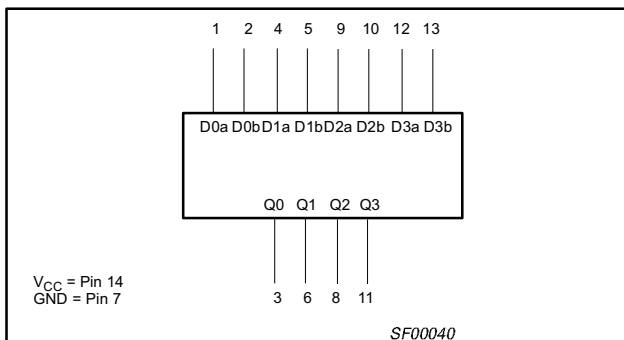 1 2 4 5 9 10 12 13
D0a D0b D1a D1b D2a D2b D3a D3b
Q0 Q1 Q2 Q3
VCC = Pin 14
GND = Pin 7
3 6 8 11
SF00040